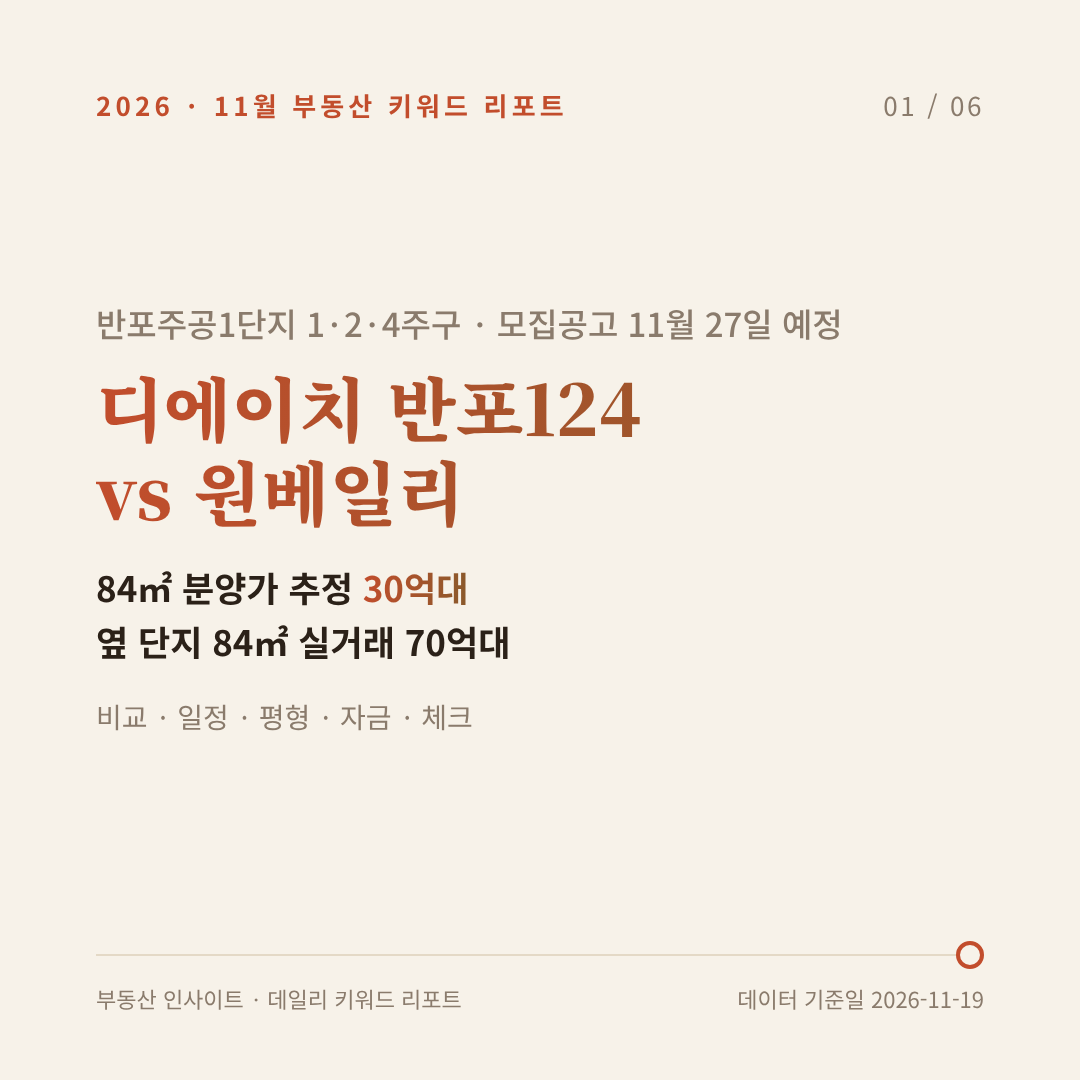 2026 · 11월 부동산 키워드 리포트
01 / 06
반포주공1단지 1·2·4주구 · 모집공고 11월 27일 예정
디에이치 반포124
vs 원베일리
84㎡ 분양가 추정 30억대
옆 단지 84㎡ 실거래 70억대
비교 · 일정 · 평형 · 자금 · 체크
부동산 인사이트 · 데일리 키워드 리포트
데이터 기준일 2026-11-19